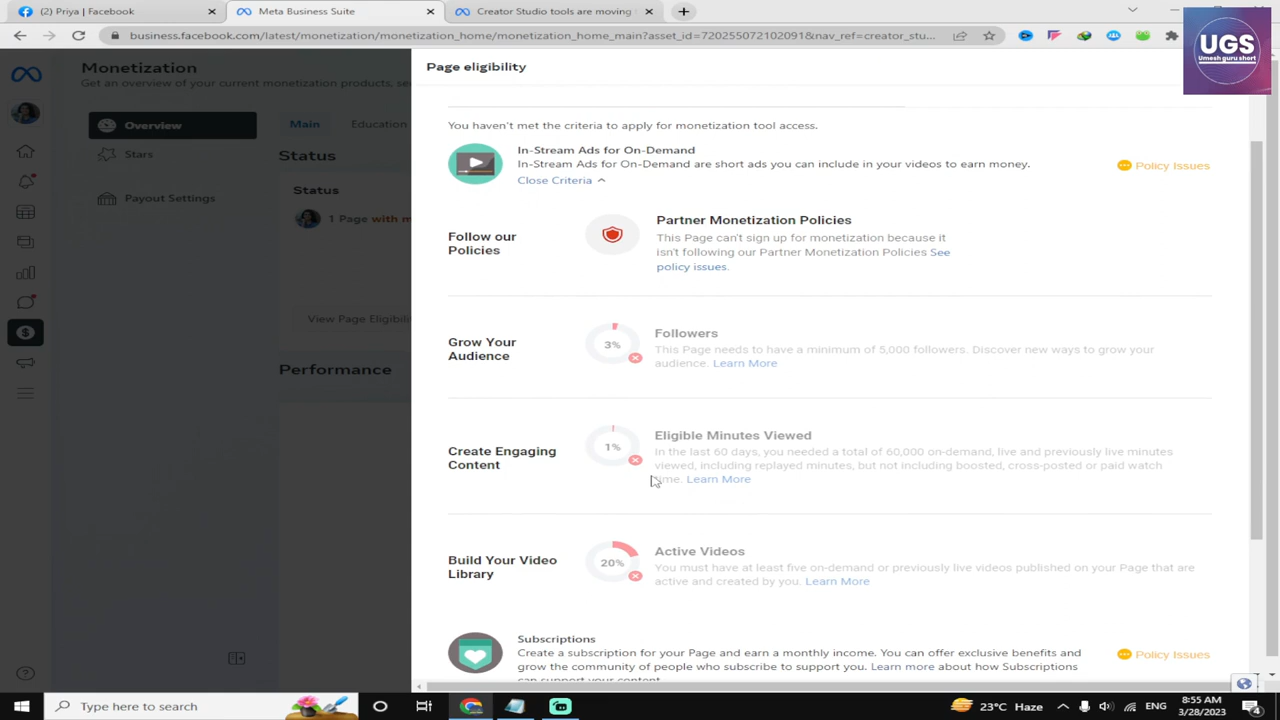 (2) Priya | Facebook
Meta Business Suite
Creator Studio tools are moving
business.facebook.com/latest/monetization/monetization_home/monetization_home_main?asset_id=7202550721020918&nav_ref=creator_stu...
UGS
Umesh guru short
Monetization
Get an overview of your current monetization products, se
Overview
Stars
Payout Settings
Main
Education
Status
Status
1 Page with m
View Page Eligibili
Performance
Page eligibility
You haven't met the criteria to apply for monetization tool access.
In-Stream Ads for On-Demand
In-Stream Ads for On-Demand are short ads you can include in your videos to earn money.
Close Criteria
Policy Issues
Follow our
Policies
Partner Monetization Policies
This Page can't sign up for monetization because it
isn't following our Partner Monetization Policies See
policy issues.
Grow Your
Audience
3%
Followers
This Page needs to have a minimum of 5,000 followers. Discover new ways to grow your
audience. Learn More
Create Engaging
Content
1%
Eligible Minutes Viewed
In the last 60 days, you needed a total of 60,000 on-demand, live and previously live minutes
viewed, including replayed minutes, but not including boosted, cross-posted or paid watch
time. Learn More
Build Your Video
Library
20%
Active Videos
You must have at least five on-demand or previously live videos published on your Page that are
active and created by you. Learn More
Subscriptions
Create a subscription for your Page and earn a monthly income. You can offer exclusive benefits and
grow the community of people who subscribe to support you. Learn more about how Subscriptions
can support your content.
Policy Issues
Type here to search
23°C Haze
ENG
8:55 AM
3/28/2023
4